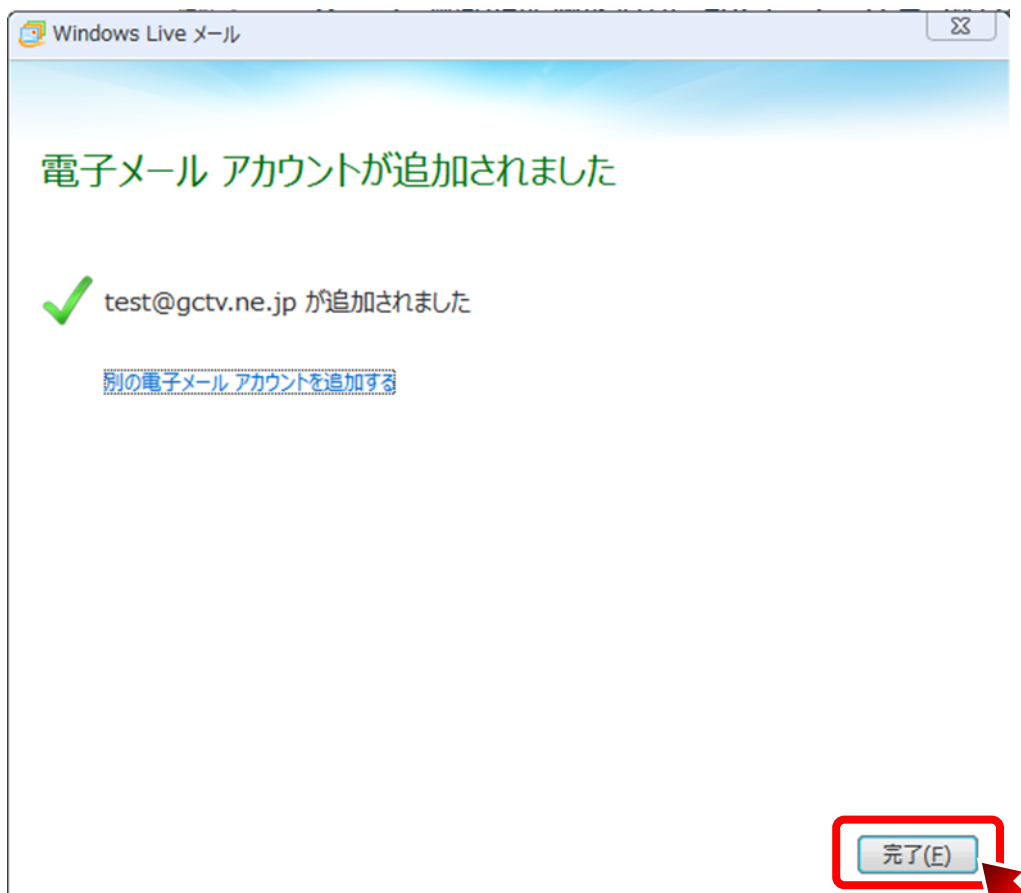 Windows Live メール
電子メール アカウントが追加されました
test@gctv.ne.jp が追加されました
別の電子メール アカウントを追加する
完了(F)